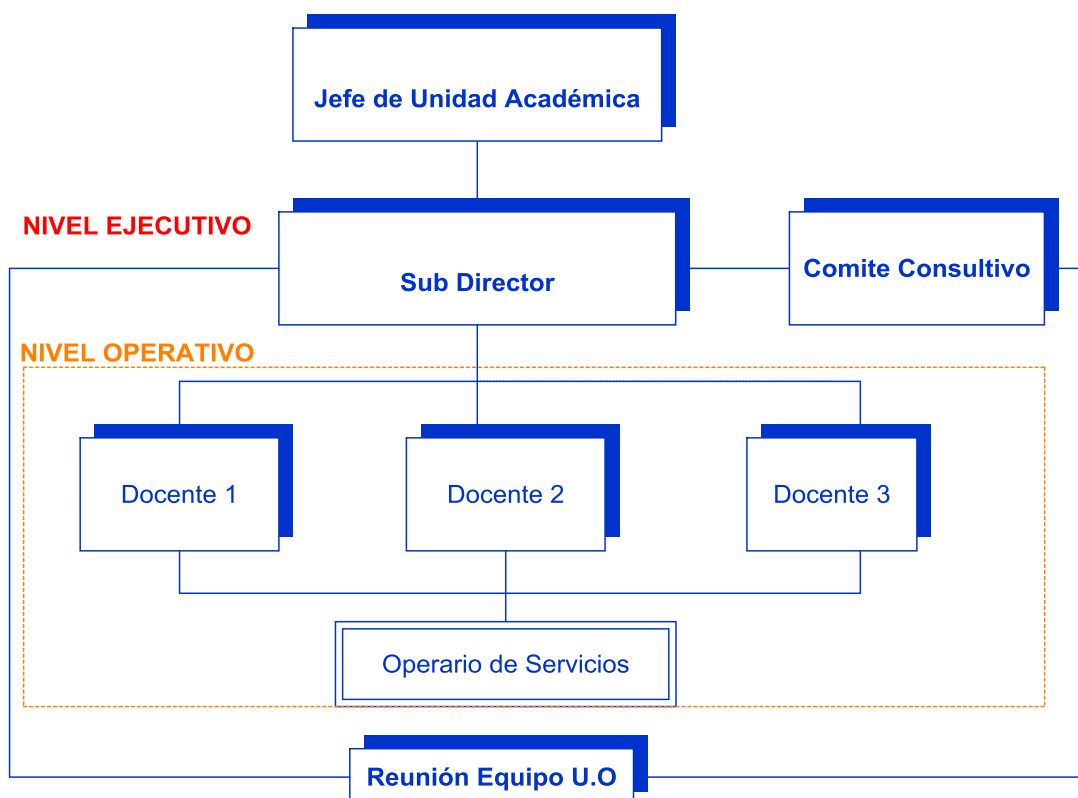 Jefe de Unidad Académica
NIVEL EJECUTIVO
Sub Director
Comite Consultivo
NIVEL OPERATIVO
Docente 1
Docente 2
Docente 3
Operario de Servicios
Reunión Equipo U.O